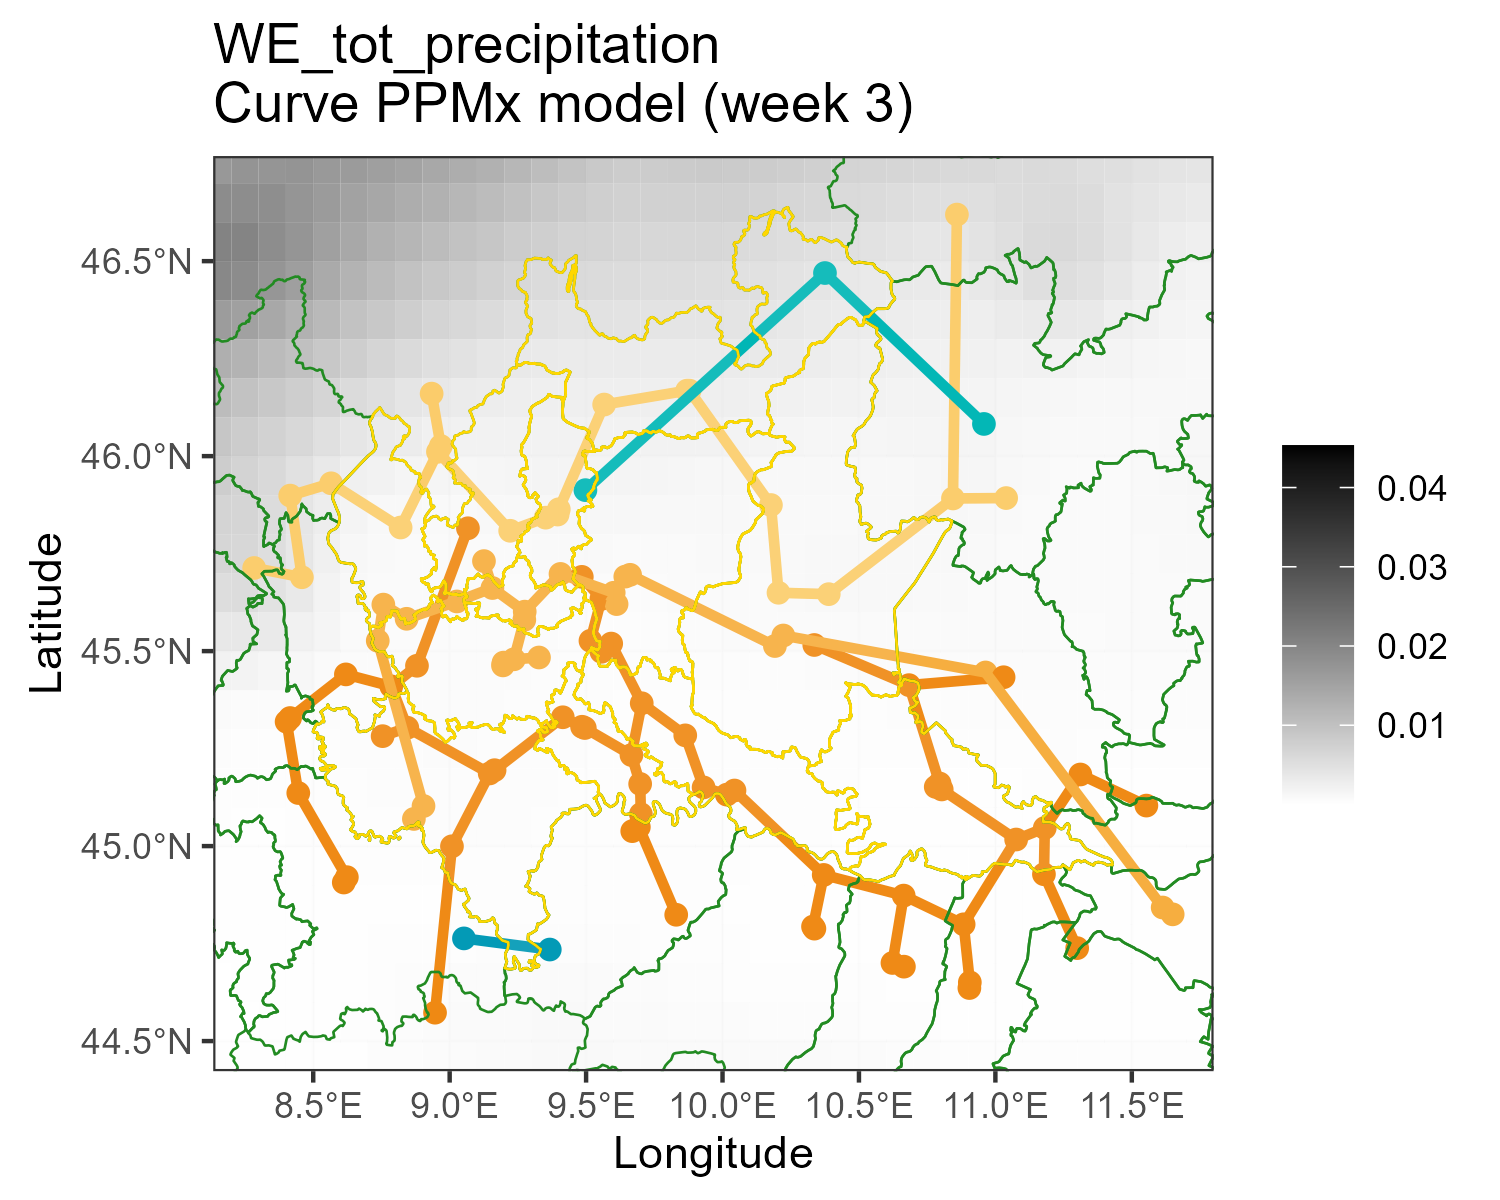 WE_tot_precipitation
Curve PPMx model (week 3)
46.5°N
46.0°N
45.5°N
45.0°N
44.5°N
Latitude
8.5°E 9.0°E 9.5°E 10.0°E 10.5°E 11.0°E 11.5°E
Longitude
0.04
0.03
0.02
0.01